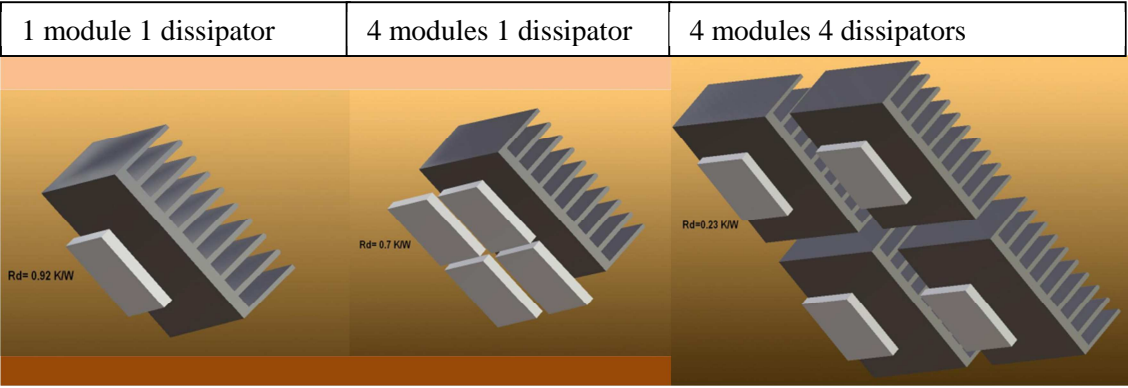 1 module 1 dissipator
4 modules 1 dissipator
4 modules 4 dissipators
Rd= 0.92 K/W
Rd= 0.7 K/W
Rd=0.23 K/W